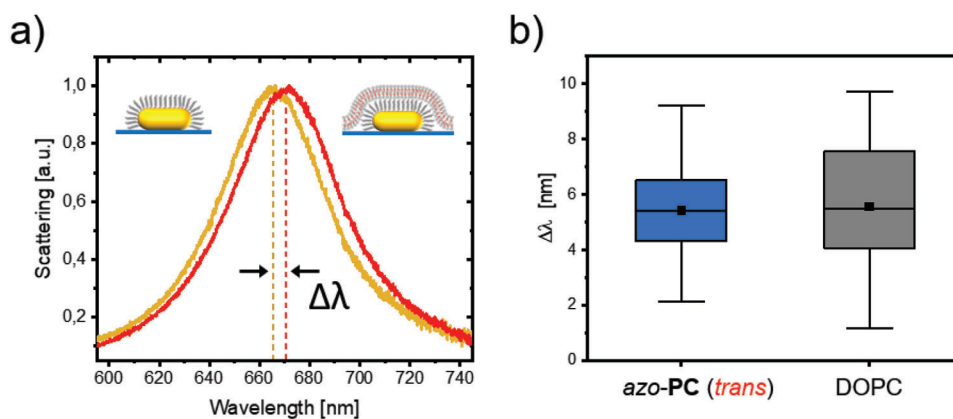 a)
1,0
0,8
0,6
0,4
0,2
Scattering [a.u.]
Δλ
600 620 640 660 680 700 720 740
Wavelength [nm]
b)
10
8
6
4
2
0
Δλ [nm]
azo-PC (trans) DOPC